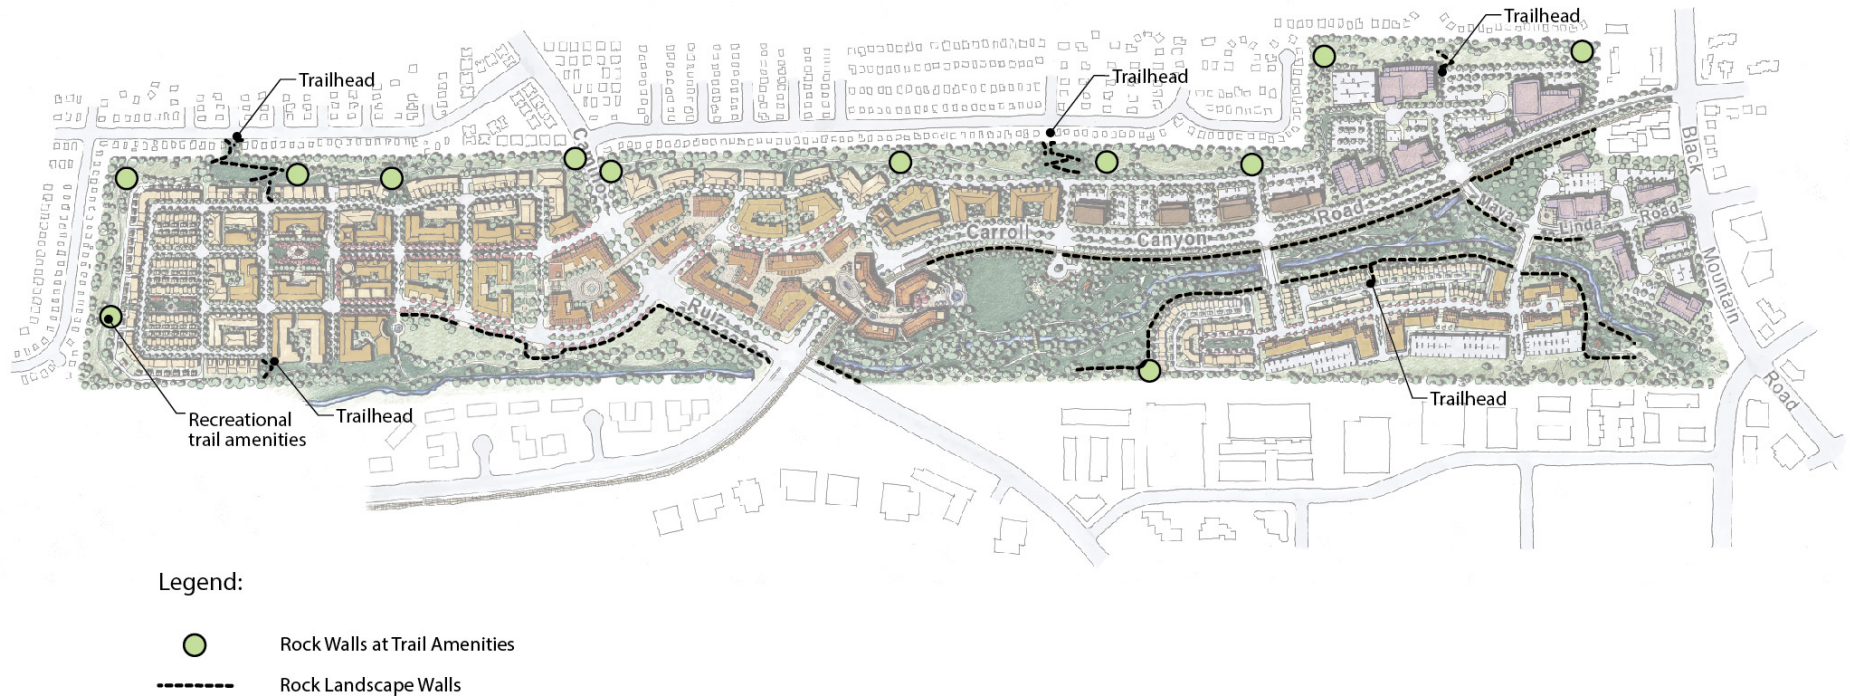 Trailhead
Trailhead
Trailhead
Black
Mountain
Road
Road
Carroll
Canyon
Maya
Linda
Road
Ruiz
Recreational
trail amenities
Trailhead
Trailhead
Legend:
Rock Walls at Trail Amenities
Rock Landscape Walls